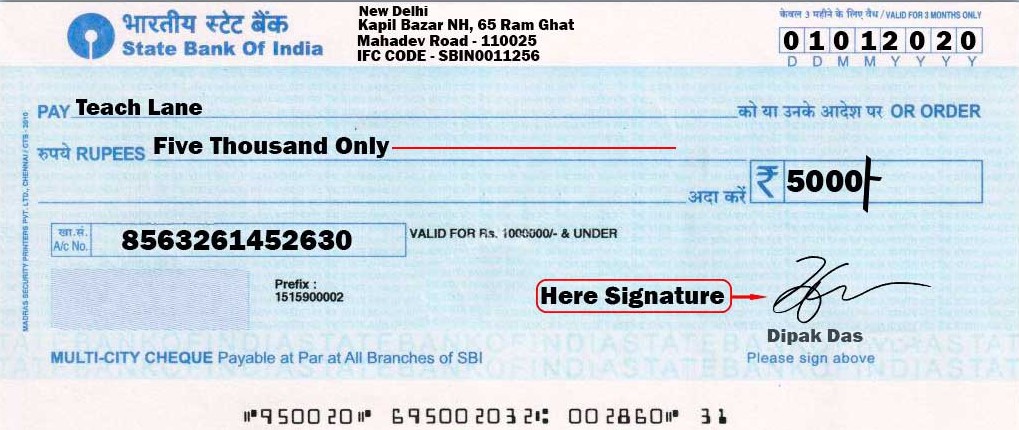 भारतीय स्टेट बैंक
State Bank Of India
New Delhi
Kapil Bazar NH, 65 Ram Ghat
Mahadev Road - 110025
IFC CODE - SBIN0011256
केवल 3 महीने के लिए वैध / VALID FOR 3 MONTHS ONLY
0 1 0 1 2 0 2 0
D D M M Y Y Y Y
PAY Teach Lane को या उनके आदेश पर OR ORDER
रुपये RUPEES Five Thousand Only
अदा करें ₹ 5000/-
खा.सं.
A/c No. 8563261452630
VALID FOR Rs. 1000000/- & UNDER
Prefix :
1515900002
Here Signature
Dipak Das
Please sign above
MULTI-CITY CHEQUE Payable at Par at All Branches of SBI
MADRAS SECURITY PRINTERS PVT. LTD., CHENNAI / CTS - 2010
⑈950020⑈ 695002032⑆ 002860⑈ 31